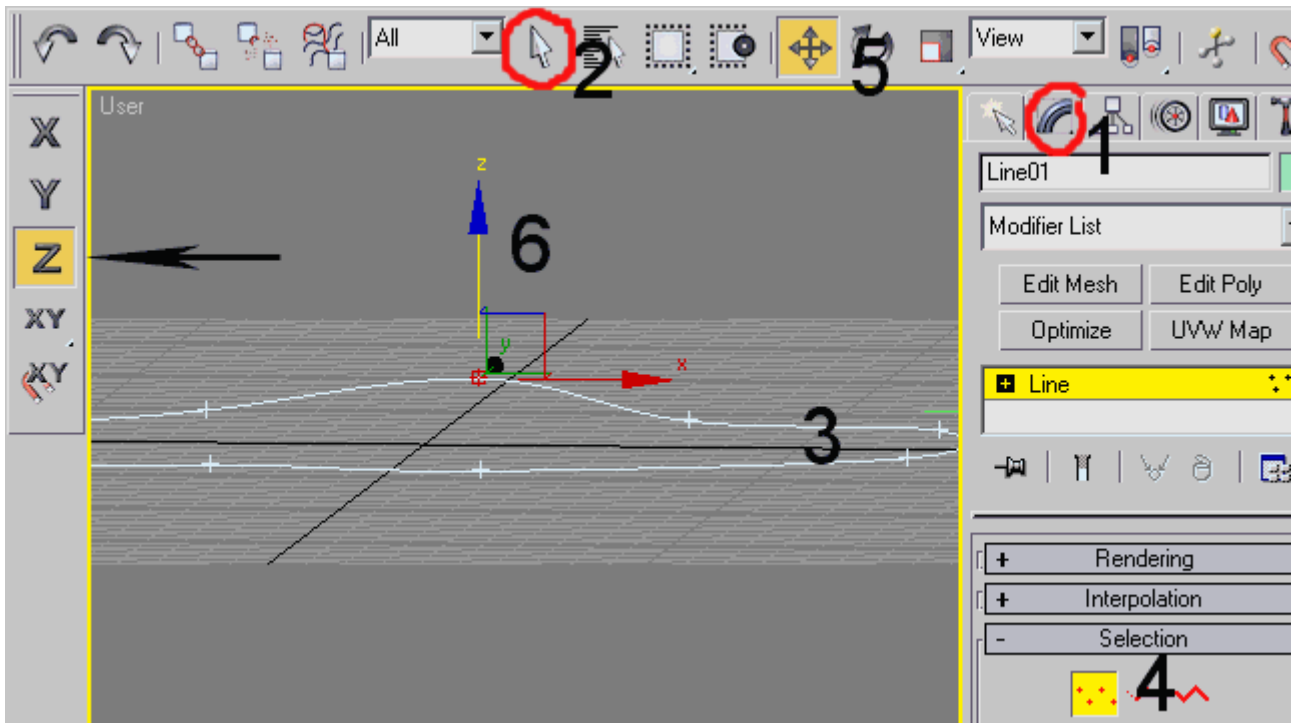 All
View
2
5
X
Y
Z
XY
XY
User
z
6
y
x
3
1
Line01
Modifier List
Edit Mesh Edit Poly
Optimize UVW Map
Line
+ Rendering
+ Interpolation
- Selection
4